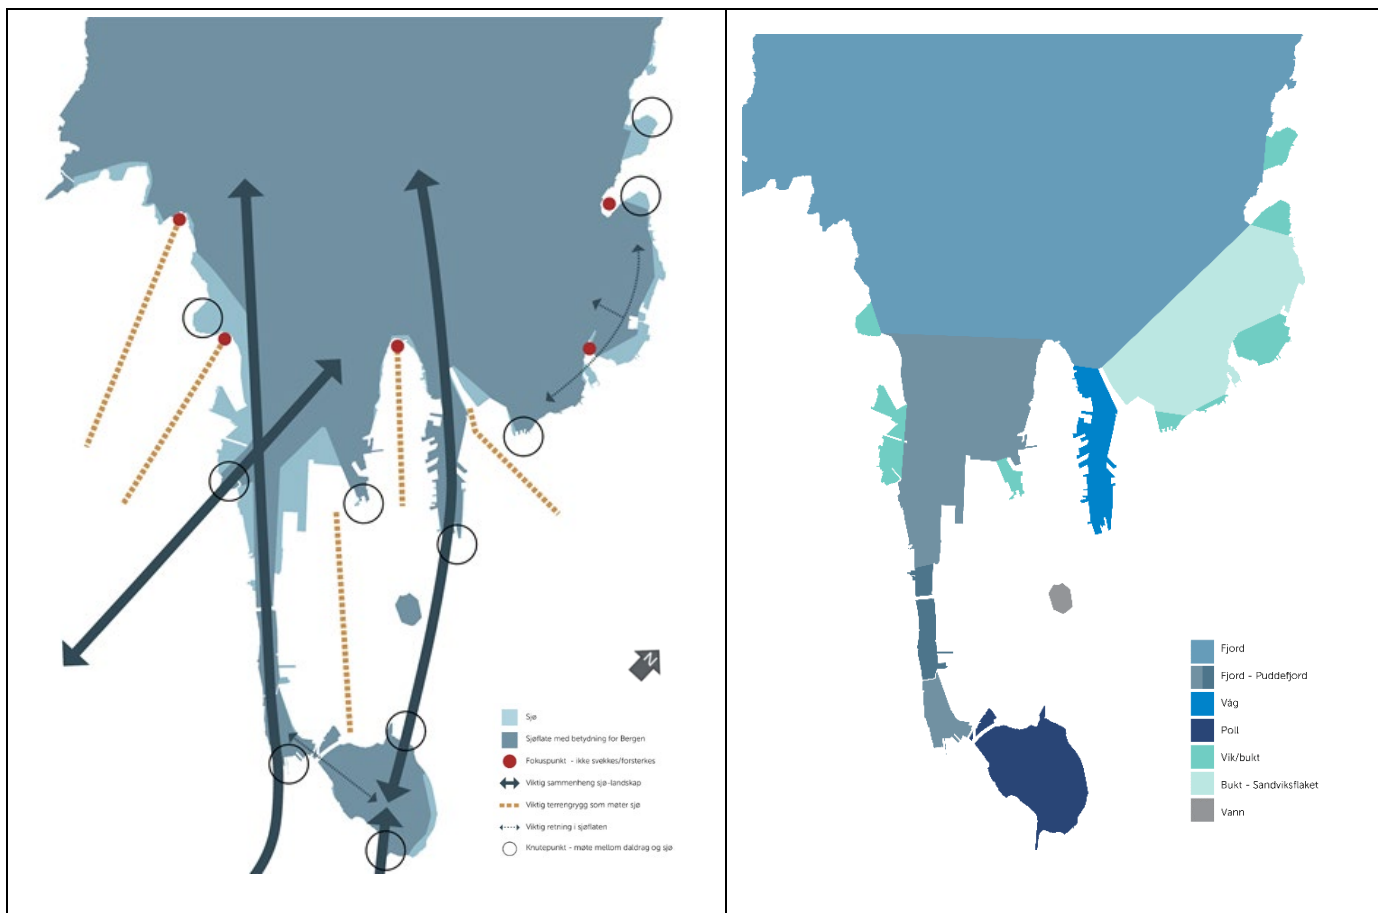 N
Sjø
Sjøflate med betydning for Bergen
Fokuspunkt - ikke svekkes/forsterkes
Viktig sammenheng sjø-landskap
Viktig terrengrygg som møter sjø
Viktig retning i sjøflaten
Knutepunkt - møte mellom daldrag og sjø
Fjord
Fjord - Puddefjord
Våg
Poll
Vik/bukt
Bukt - Sandviksflaket
Vann